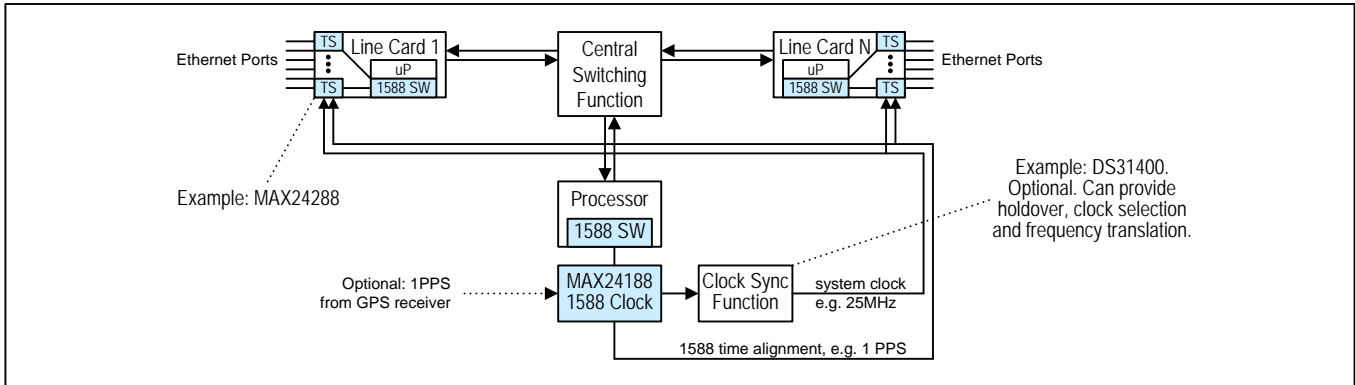 Ethernet Ports
TS
TS
Line Card 1
uP
1588 SW
Central
Switching
Function
Line Card N
uP
1588 SW
TS
TS
Ethernet Ports
Example: MAX24288
Processor
1588 SW
Example: DS31400.
Optional. Can provide
holdover, clock selection
and frequency translation.
Optional: 1PPS
from GPS receiver
MAX24188
1588 Clock
Clock Sync
Function
system clock
e.g. 25MHz
1588 time alignment, e.g. 1 PPS